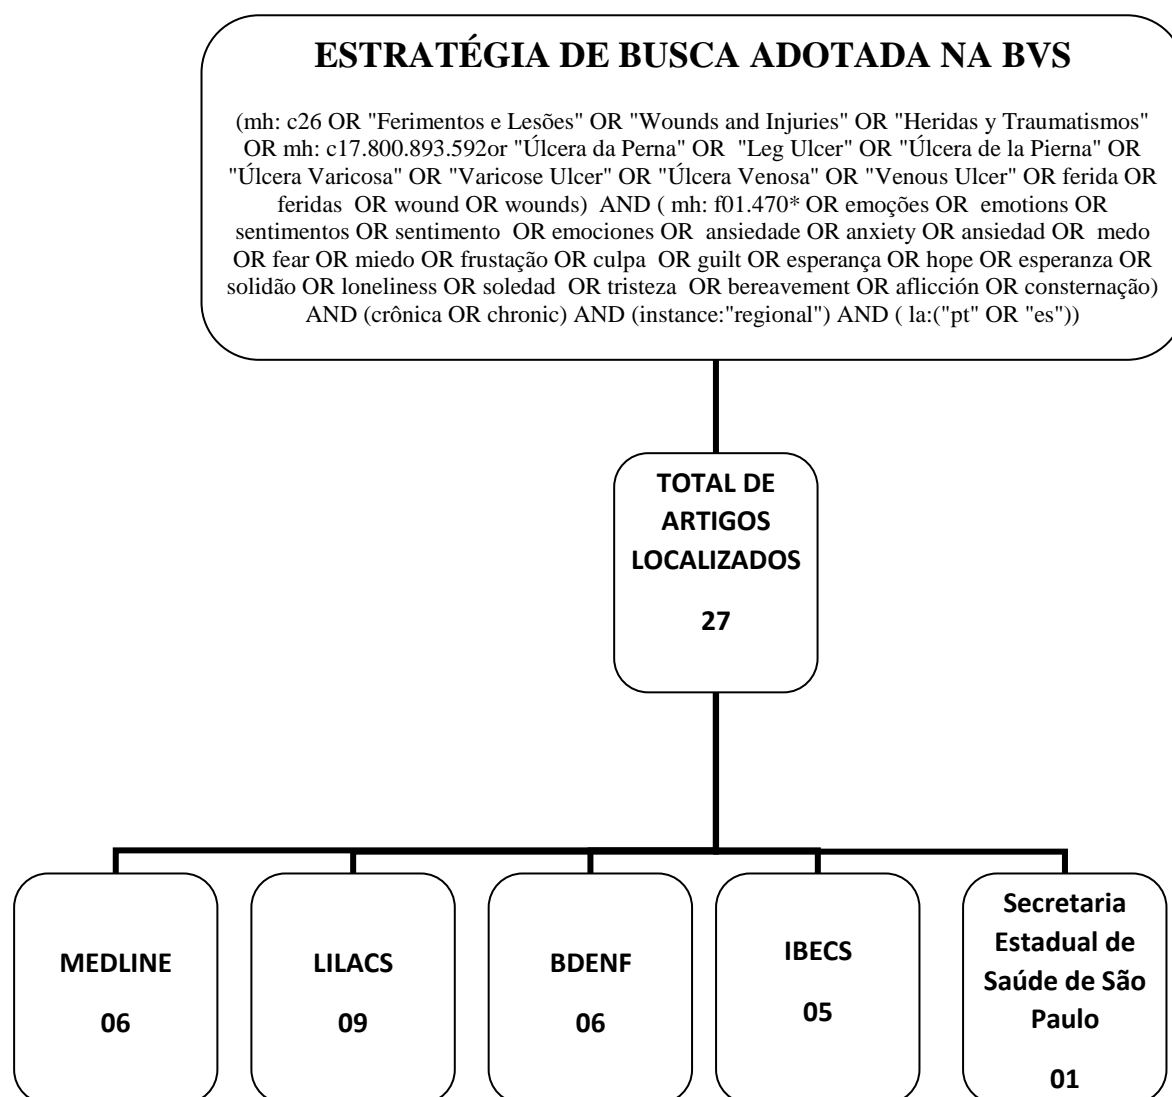 ESTRATÉGIA DE BUSCA ADOTADA NA BVS
(mh: c26 OR "Ferimentos e Lesões" OR "Wounds and Injuries" OR "Heridas y Traumatismos"
OR mh: c17.800.893.592or "Úlcera da Perna" OR "Leg Ulcer" OR "Úlcera de la Pierna" OR
"Úlcera Varicosa" OR "Varicose Ulcer" OR "Úlcera Venosa" OR "Venous Ulcer" OR ferida OR
feridas OR wound OR wounds) AND ( mh: f01.470* OR emoções OR emotions OR
sentimentos OR sentimento OR emociones OR ansiedade OR anxiety OR ansiedad OR medo
OR fear OR miedo OR frustação OR culpa OR guilt OR esperança OR hope OR esperanza OR
solidão OR loneliness OR soledad OR tristeza OR bereavement OR aflicción OR consternação)
AND (crônica OR chronic) AND (instance:"regional") AND ( la:("pt" OR "es"))
TOTAL DE
ARTIGOS
LOCALIZADOS
27
MEDLINE
06
LILACS
09
BDENF
06
IBECS
05
Secretaria
Estadual de
Saúde de São
Paulo
01